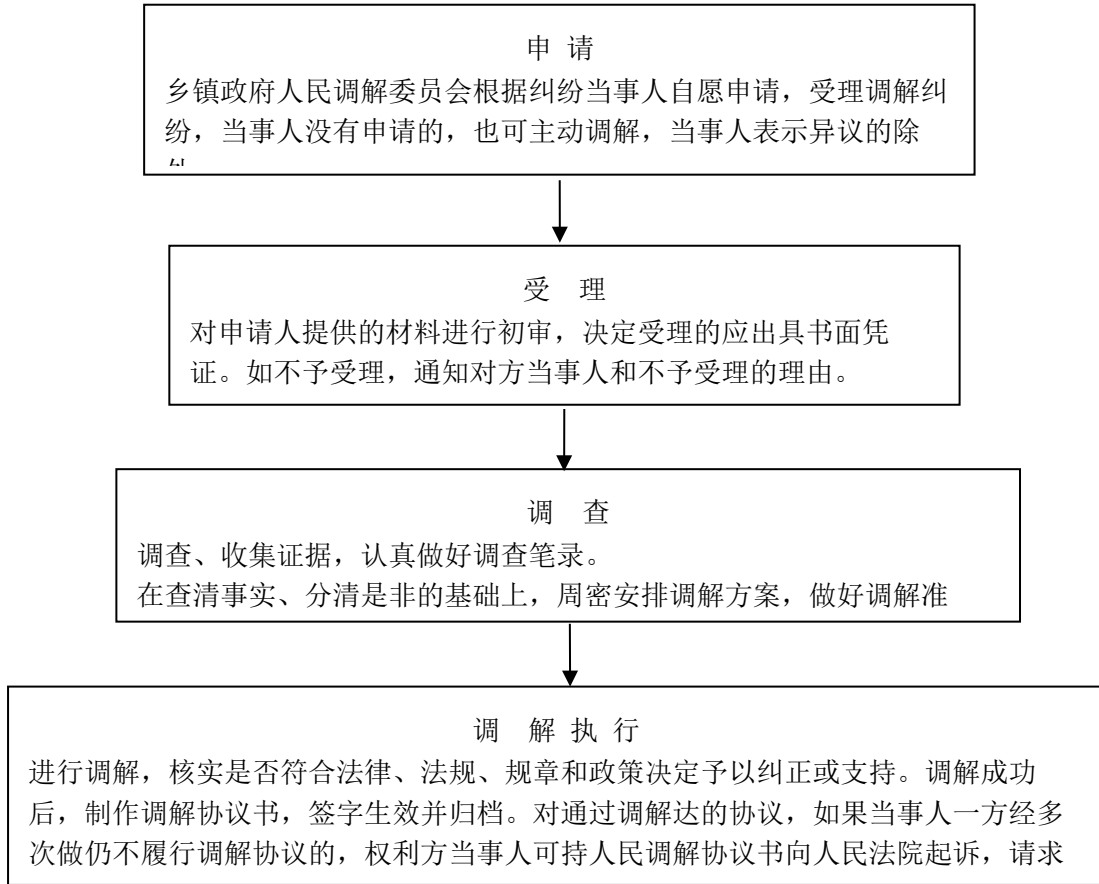 申 请
乡镇政府人民调解委员会根据纠纷当事人自愿申请，受理调解纠
纷，当事人没有申请的，也可主动调解，当事人表示异议的除
受 理
对申请人提供的材料进行初审，决定受理的应出具书面凭
证。如不予受理，通知对方当事人和不予受理的理由。
调 查
调查、收集证据，认真做好调查笔录。
在查清事实、分清是非的基础上，周密安排调解方案，做好调解准
调 解 执 行
进行调解，核实是否符合法律、法规、规章和政策决定予以纠正或支持。调解成功
后，制作调解协议书，签字生效并归档。对通过调解达的协议，如果当事人一方经多
次做仍不履行调解协议的，权利方当事人可持人民调解协议书向人民法院起诉，请求